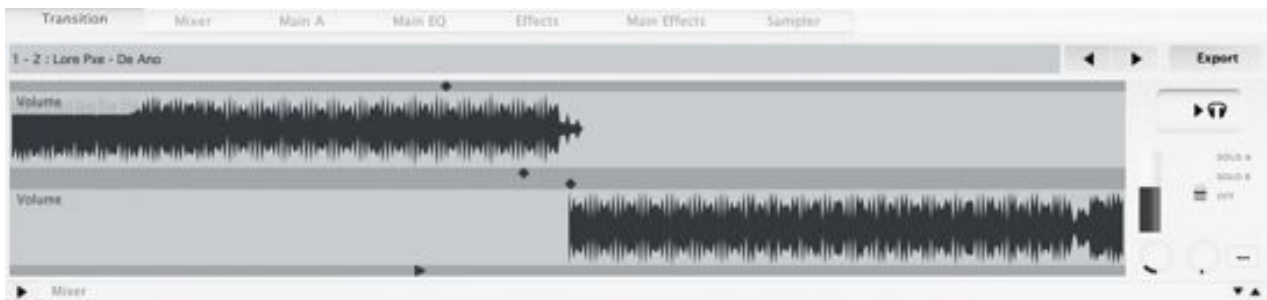 Transition Mixer Main A Main EQ Effects Main Effects Sampler
1 - 2 : Lore Pxe - De Ano
Export
Volume
SOLO A
SOLO B
OFF
Volume
Mixer